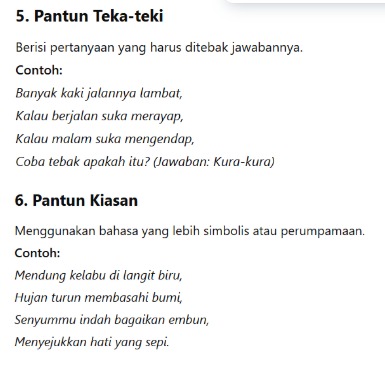 5. Pantun Teka-teki
Berisi pertanyaan yang harus ditebak jawabannya.
Contoh:
Banyak kaki jalannya lambat,
Kalau berjalan suka merayap,
Kalau malam suka mengendap,
Coba tebak apakah itu? (Jawaban: Kura-kura)
6. Pantun Kiasan
Menggunakan bahasa yang lebih simbolis atau perumpamaan.
Contoh:
Mendung kelabu di langit biru,
Hujan turun membasahi bumi,
Senyummu indah bagaikan embun,
Menyejukkan hati yang sepi.